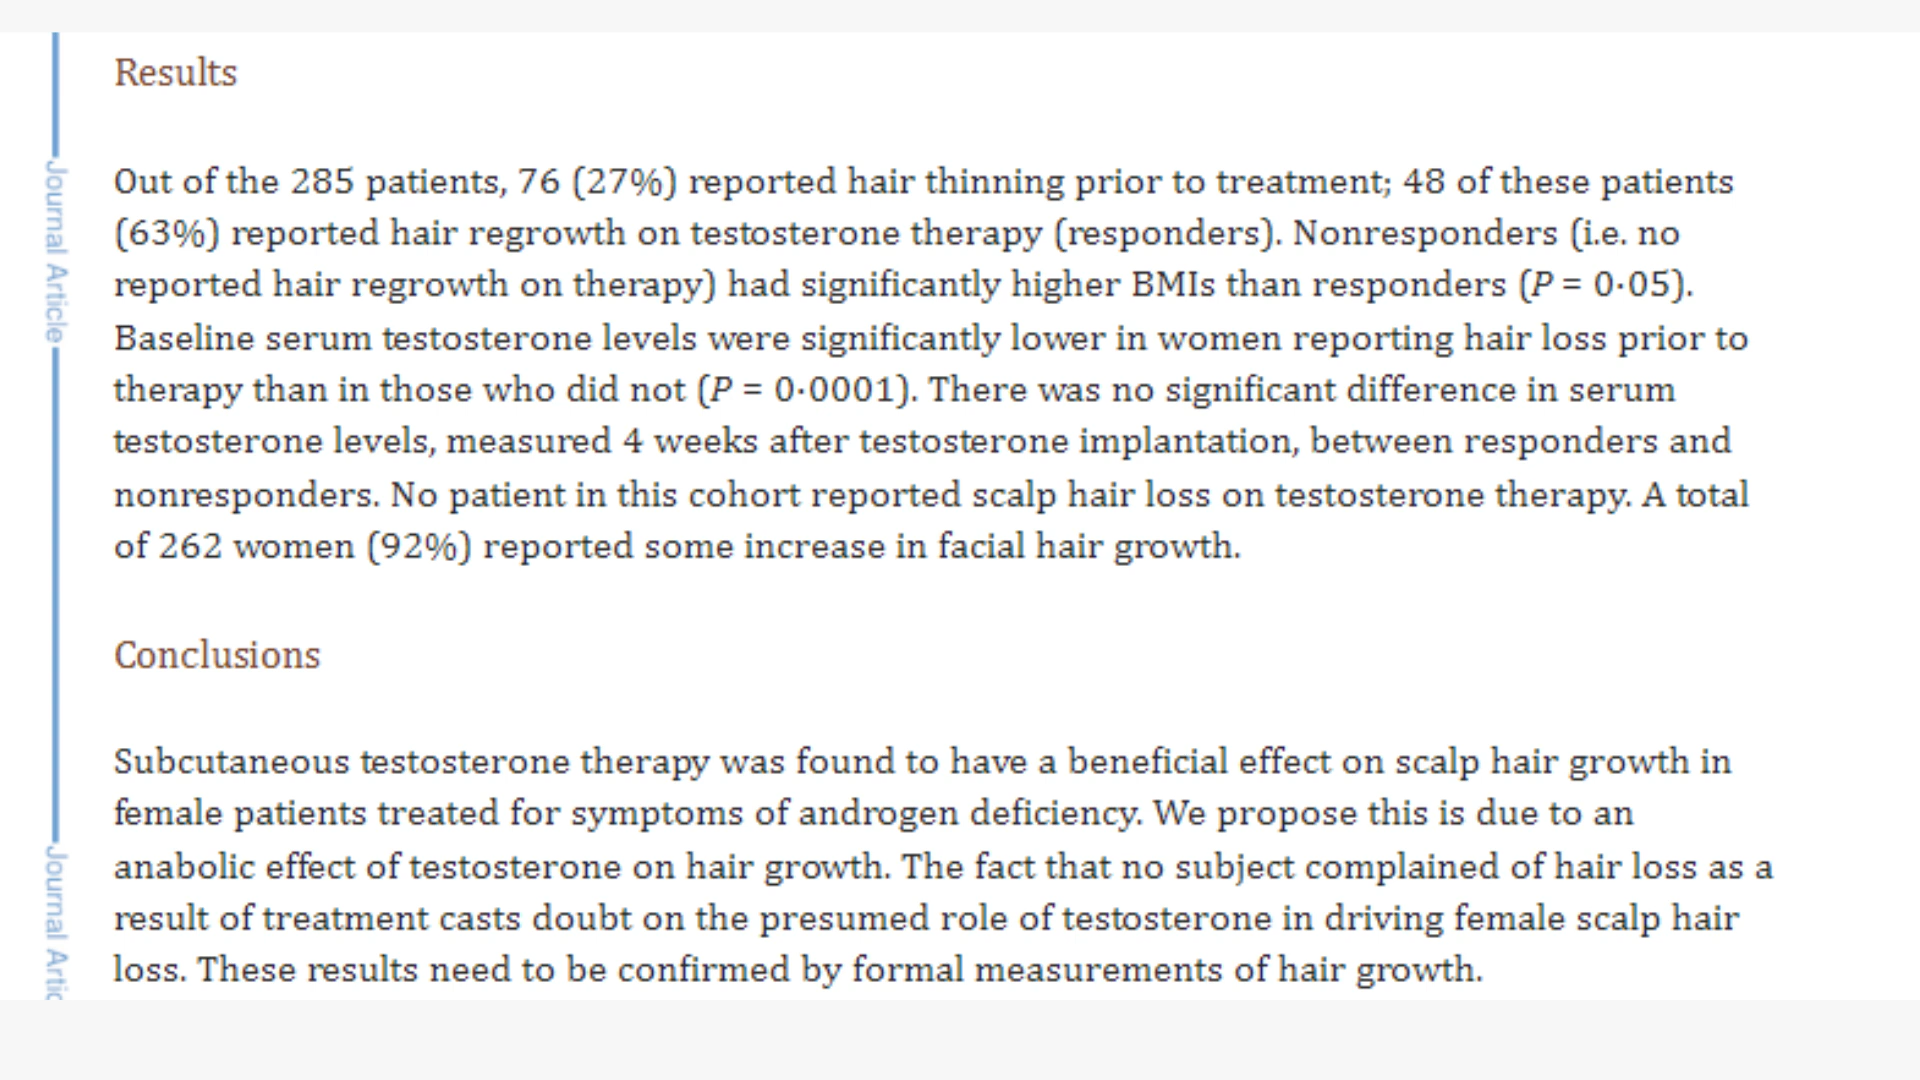 Results
Out of the 285 patients, 76 (27%) reported hair thinning prior to treatment; 48 of these patients
(63%) reported hair regrowth on testosterone therapy (responders). Nonresponders (i.e. no
reported hair regrowth on therapy) had significantly higher BMIs than responders (P = 0·05).
Baseline serum testosterone levels were significantly lower in women reporting hair loss prior to
therapy than in those who did not (P = 0·0001). There was no significant difference in serum
testosterone levels, measured 4 weeks after testosterone implantation, between responders and
nonresponders. No patient in this cohort reported scalp hair loss on testosterone therapy. A total
of 262 women (92%) reported some increase in facial hair growth.
Conclusions
Subcutaneous testosterone therapy was found to have a beneficial effect on scalp hair growth in
female patients treated for symptoms of androgen deficiency. We propose this is due to an
anabolic effect of testosterone on hair growth. The fact that no subject complained of hair loss as a
result of treatment casts doubt on the presumed role of testosterone in driving female scalp hair
loss. These results need to be confirmed by formal measurements of hair growth.
Journal Article
Journal Artic